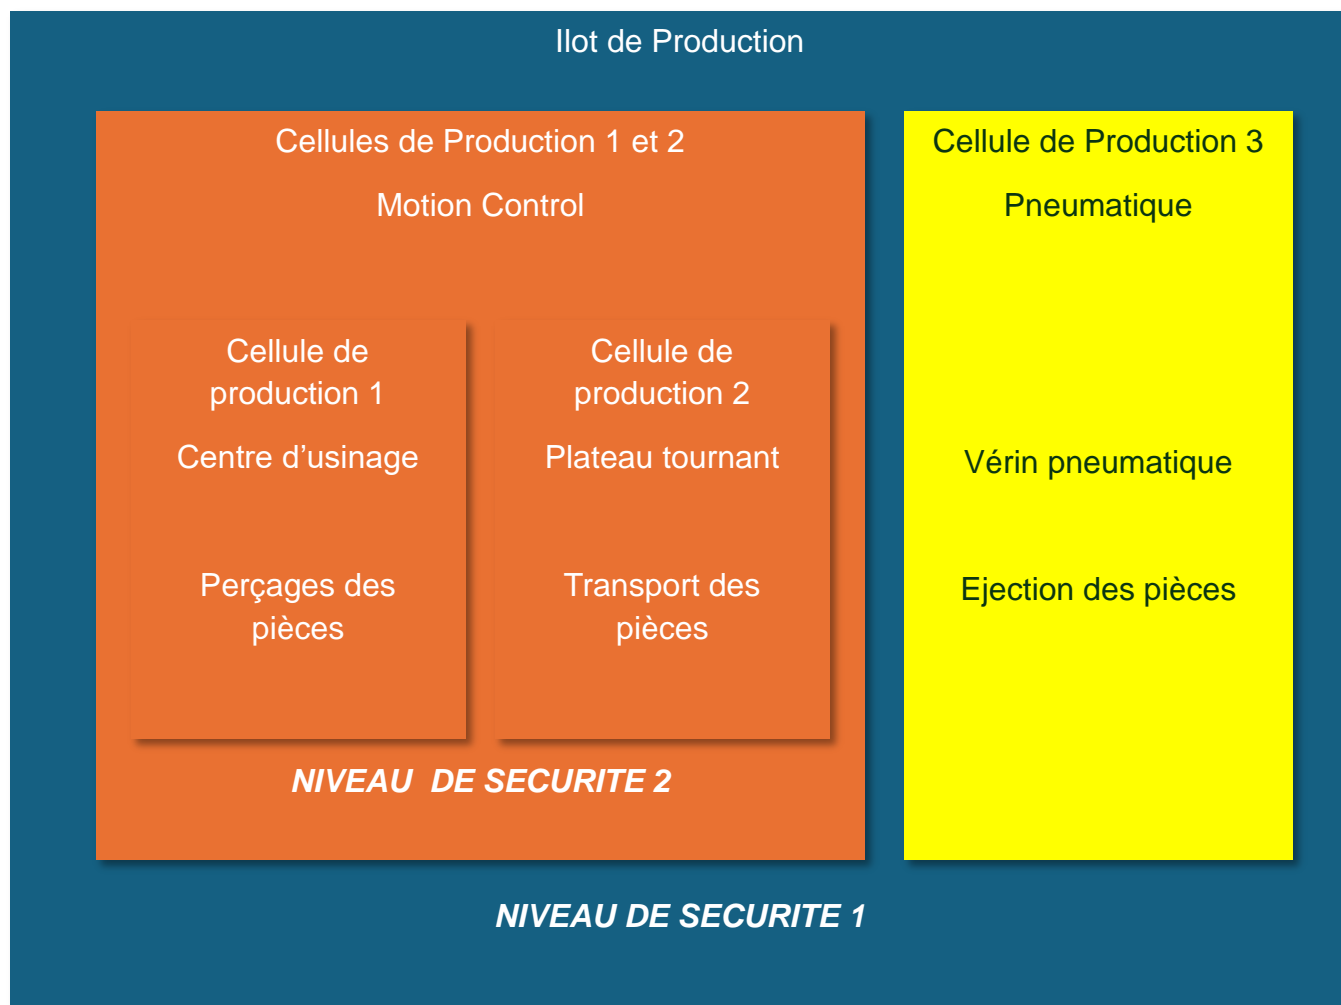 Ilot de Production
Cellules de Production 1 et 2
Motion Control
Cellule de
production 1
Centre d’usinage
Perçages des
pièces
Cellule de
production 2
Plateau tournant
Transport des
pièces
NIVEAU  DE SECURITE 2
Cellule de Production 3
Pneumatique
Vérin pneumatique
Ejection des pièces
NIVEAU DE SECURITE 1